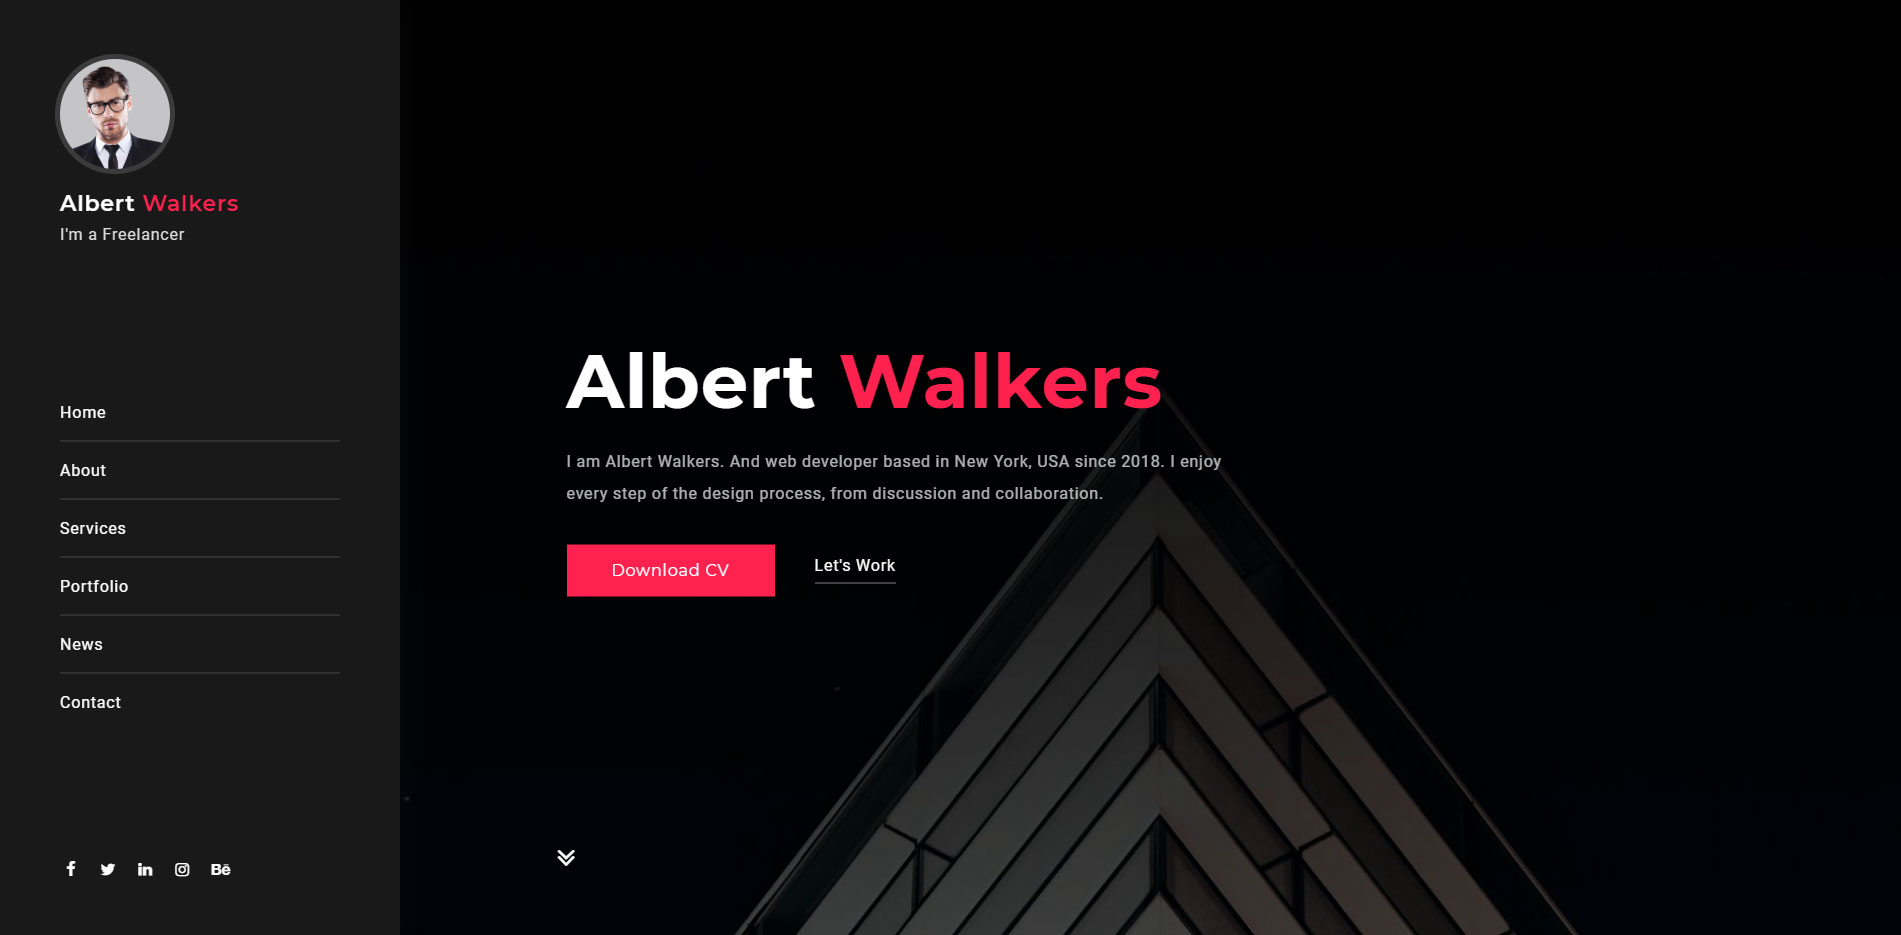 Albert Walkers
I'm a Freelancer
Home
About
Services
Portfolio
News
Contact
Bē
Albert Walkers
I am Albert Walkers. And web developer based in New York, USA since 2018. I enjoy
every step of the design process, from discussion and collaboration.
Download CV
Let's Work